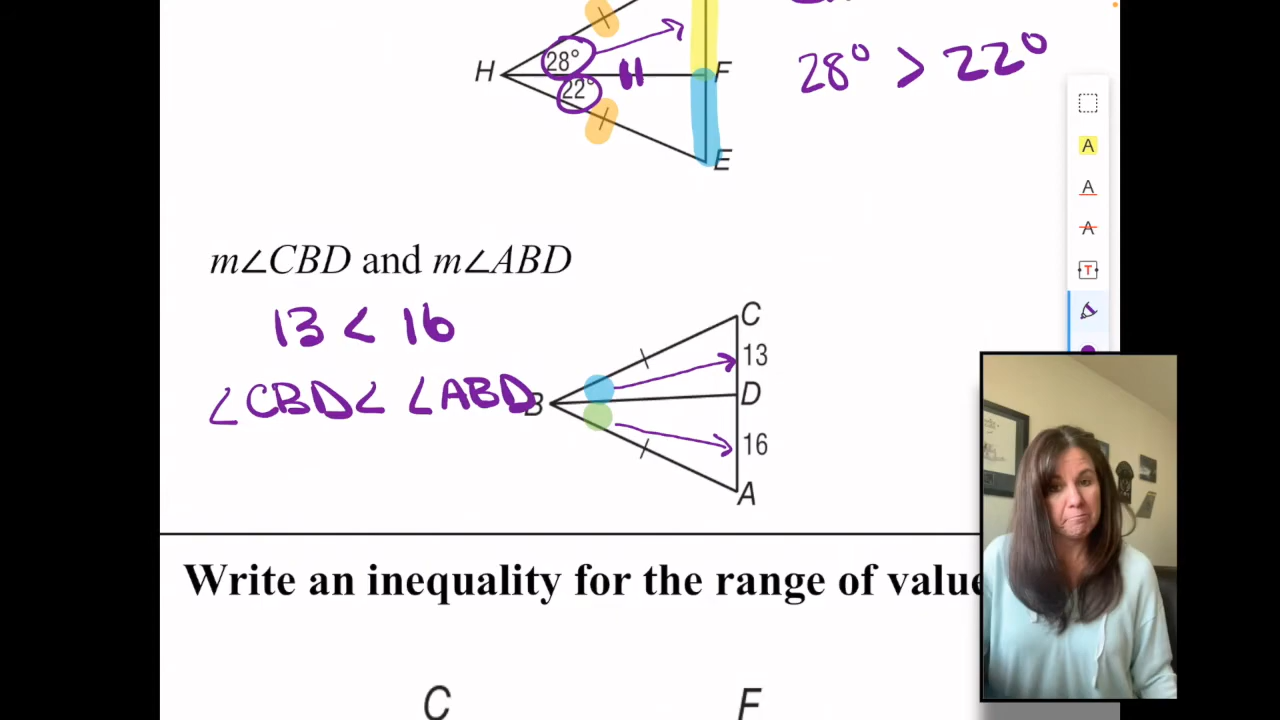 28°
H
F
28° > 22°
22°
E
m∠CBD and m∠ABD
13 < 16
∠CBD < ∠ABD
C
13
B
D
16
A
Write an inequality for the range of value
C
F
A
A
A
T